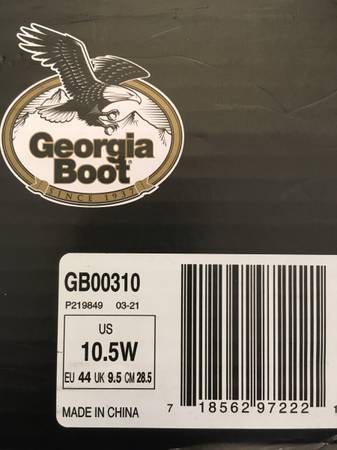 Georgia
Boot
SINCE 1937
GB00310
P219849 03-21
US
10.5W
EU 44 UK 9.5 CM 28.5
MADE IN CHINA
7 18562 97222 1